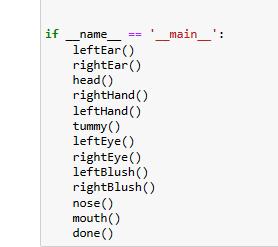 if __name__ == '__main__':
    leftEar()
    rightEar()
    head()
    rightHand()
    leftHand()
    tummy()
    leftEye()
    rightEye()
    leftBlush()
    rightBlush()
    nose()
    mouth()
    done()